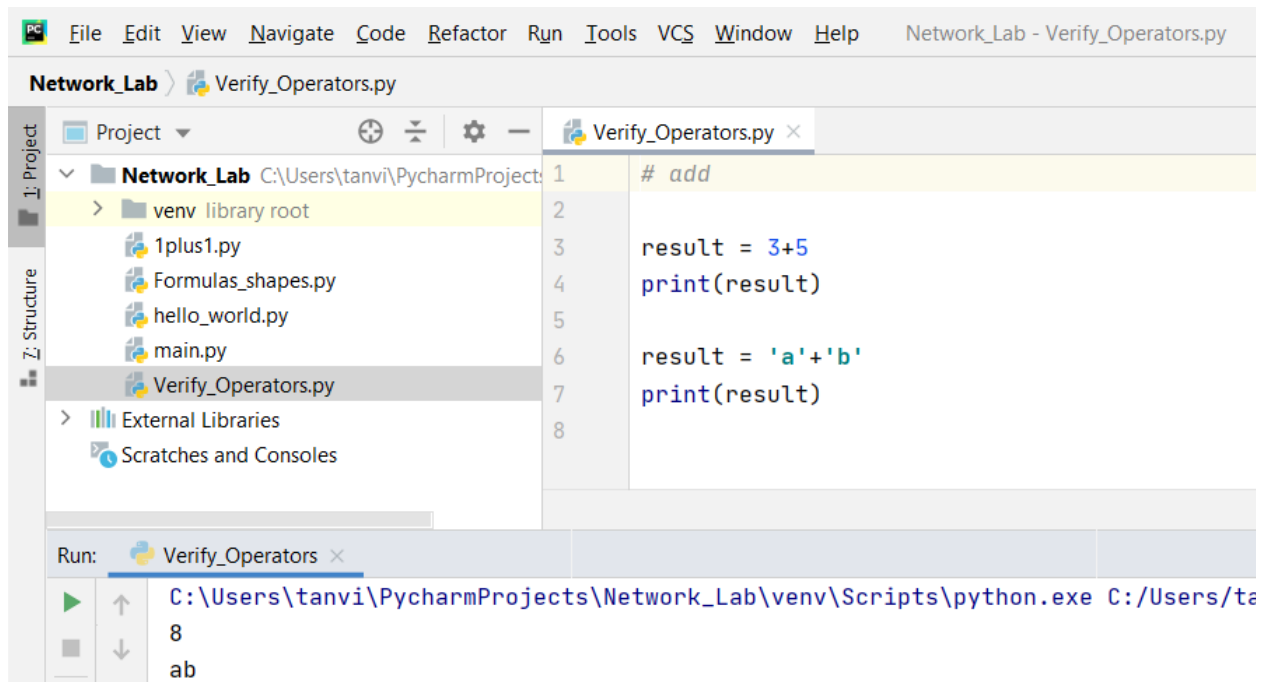 PC File Edit View Navigate Code Refactor Run Tools VCS Window Help Network_Lab - Verify_Operators.py
Network_Lab Verify_Operators.py
1: Project
7: Structure
Project
Network_Lab C:\Users\tanvi\PycharmProjects
venv library root
1plus1.py
Formulas_shapes.py
hello_world.py
main.py
Verify_Operators.py
External Libraries
Scratches and Consoles
Verify_Operators.py
1 # add
2
3 result = 3+5
4 print(result)
5
6 result = 'a'+'b'
7 print(result)
8
Run: Verify_Operators
C:\Users\tanvi\PycharmProjects\Network_Lab\venv\Scripts\python.exe C:/Users/ta
8
ab